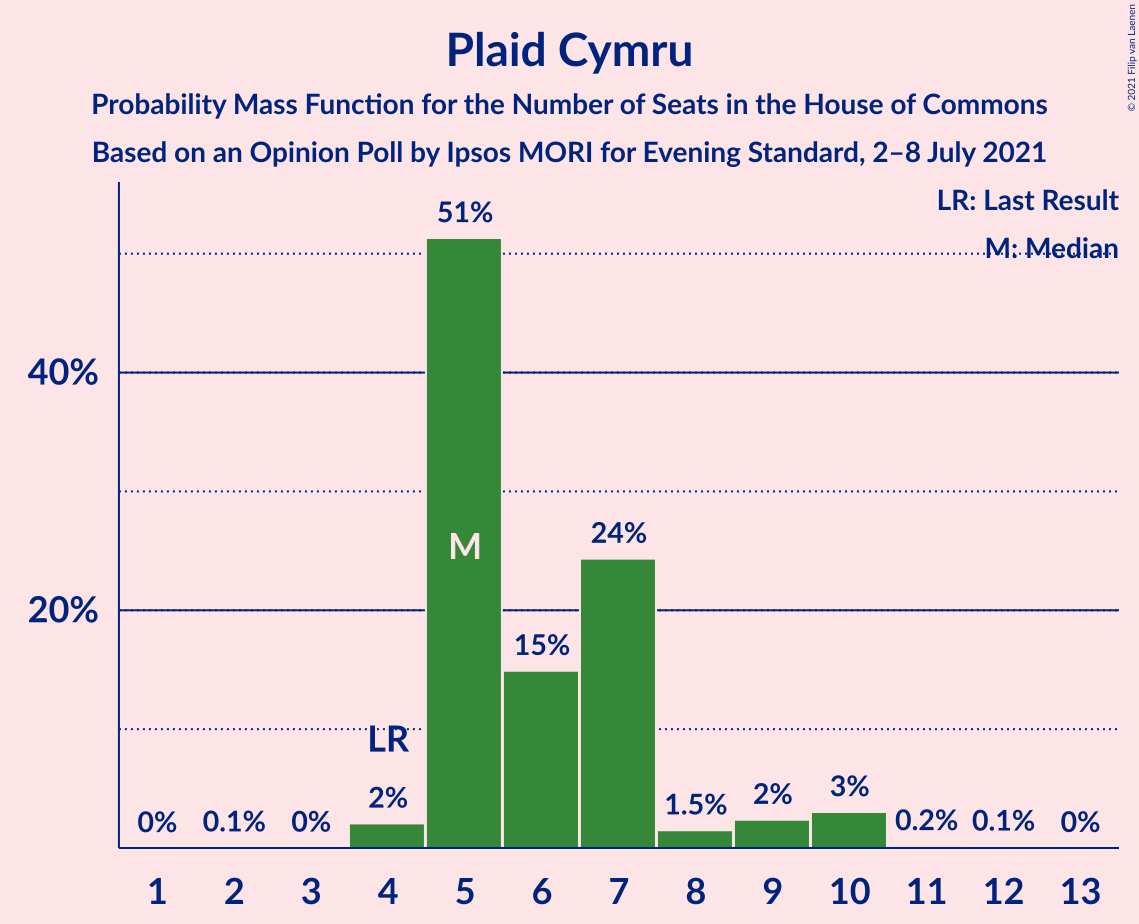 Plaid Cymru
Probability Mass Function for the Number of Seats in the House of Commons
Based on an Opinion Poll by Ipsos MORI for Evening Standard, 2–8 July 2021
© 2021 Filip van Laenen
LR: Last Result
M: Median
51%
40%
M
24%
20%
15%
LR
0% 0.1% 0% 2% 1.5% 2% 3% 0.2% 0.1% 0%
1 2 3 4 5 6 7 8 9 10 11 12 13